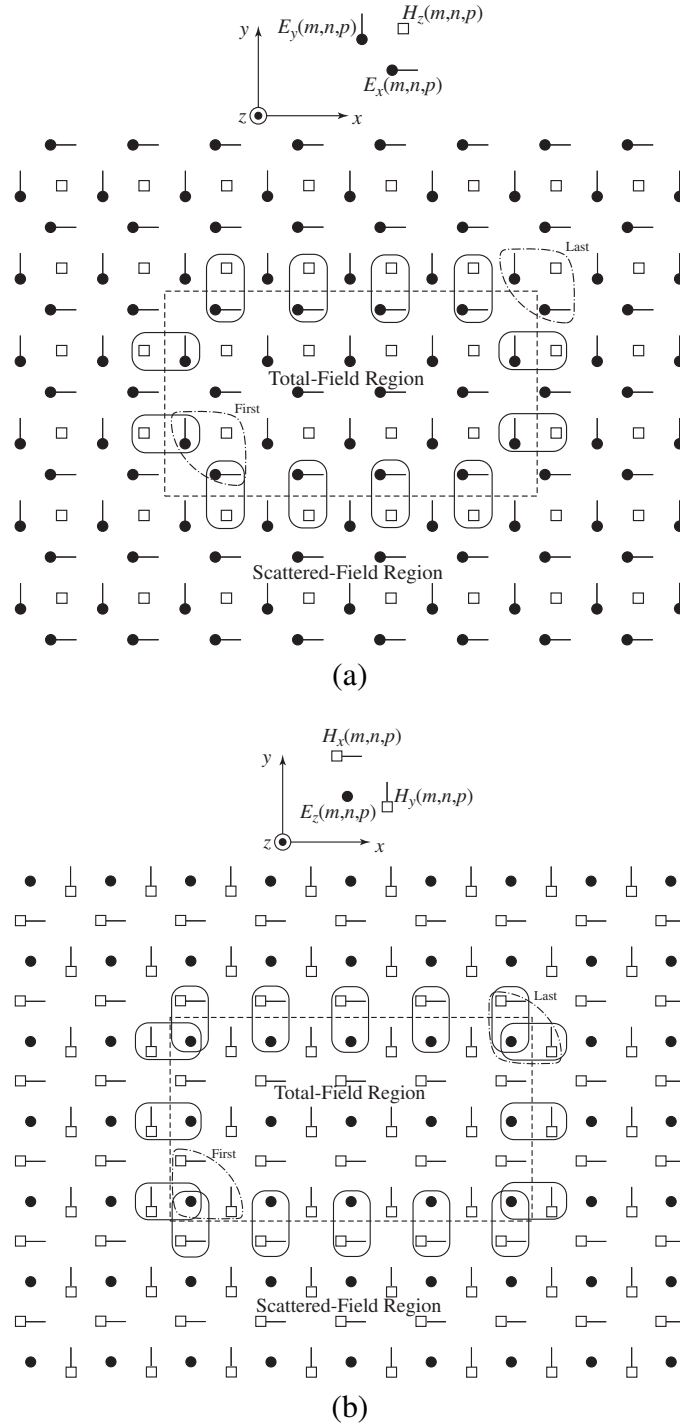 H_z(m,n,p)
y
E_y(m,n,p)
E_x(m,n,p)
z
x
Last
Total-Field Region
First
Scattered-Field Region
(a)
H_x(m,n,p)
y
H_y(m,n,p)
E_z(m,n,p)
z
x
Last
Total-Field Region
First
Scattered-Field Region
(b)